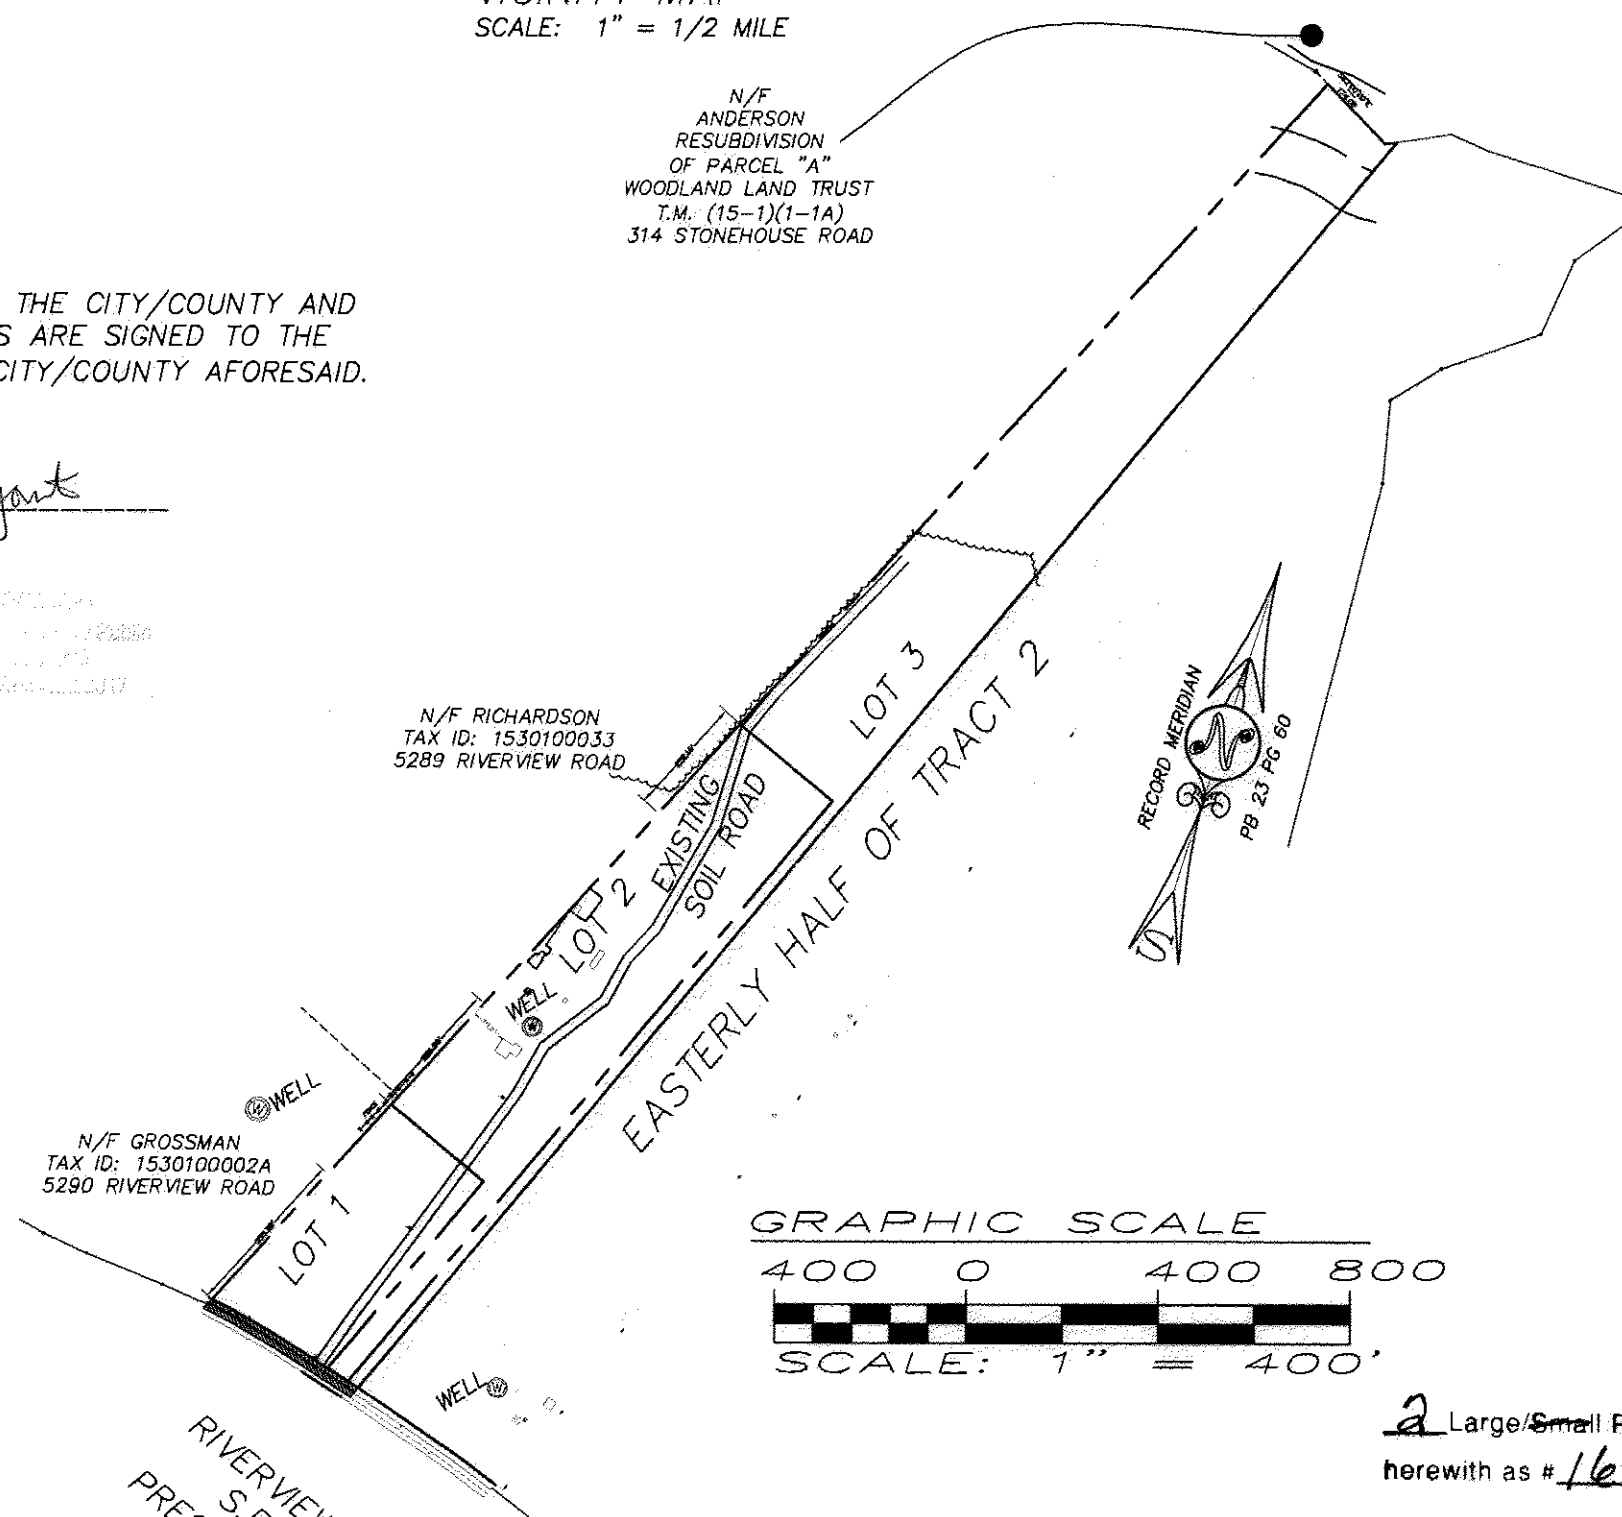 SCALE: 1" = 1/2 MILE
N/F
ANDERSON
RESUBDIVISION
OF PARCEL "A"
WOODLAND LAND TRUST
T.M. (15-1)(1-1A)
314 STONEHOUSE ROAD
THE CITY/COUNTY AND
S ARE SIGNED TO THE
CITY/COUNTY AFORESAID.
N/F RICHARDSON
TAX ID: 1530100033
5289 RIVERVIEW ROAD
LOT 3
EXISTING
SOIL ROAD
LOT 2
WELL
EASTERLY HALF OF TRACT 2
RECORD MERIDIAN
PB 23 PG 60
S
WELL
N/F GROSSMAN
TAX ID: 1530100002A
5290 RIVERVIEW ROAD
LOT 1
GRAPHIC SCALE
400 0 400 800
SCALE: 1" = 400'
WELL
2 Large/Small P
herewith as # 16
RIVERVIEW